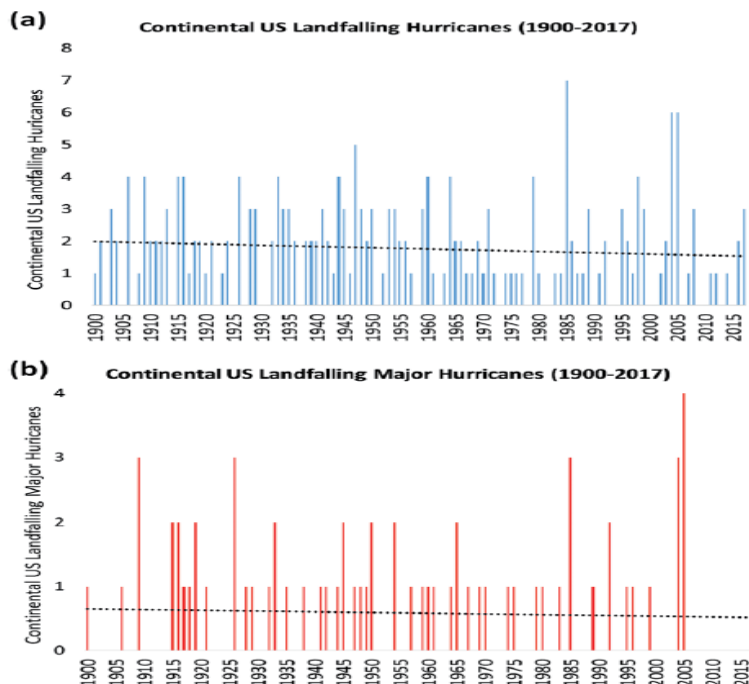 (a)
Continental US Landfalling Hurricanes (1900-2017)
Continental US Landfalling Huricanes
8
7
6
5
4
3
2
1
0
1900 1905 1910 1915 1920 1925 1930 1935 1940 1945 1950 1955 1960 1965 1970 1975 1980 1985 1990 1995 2000 2005 2010 2015
(b)
Continental US Landfalling Major Hurricanes (1900-2017)
Continental US Landfalling Major Huricanes
4
3
2
1
0
1900 1905 1910 1915 1920 1925 1930 1935 1940 1945 1950 1955 1960 1965 1970 1975 1980 1985 1990 1995 2000 2005 2010 2015